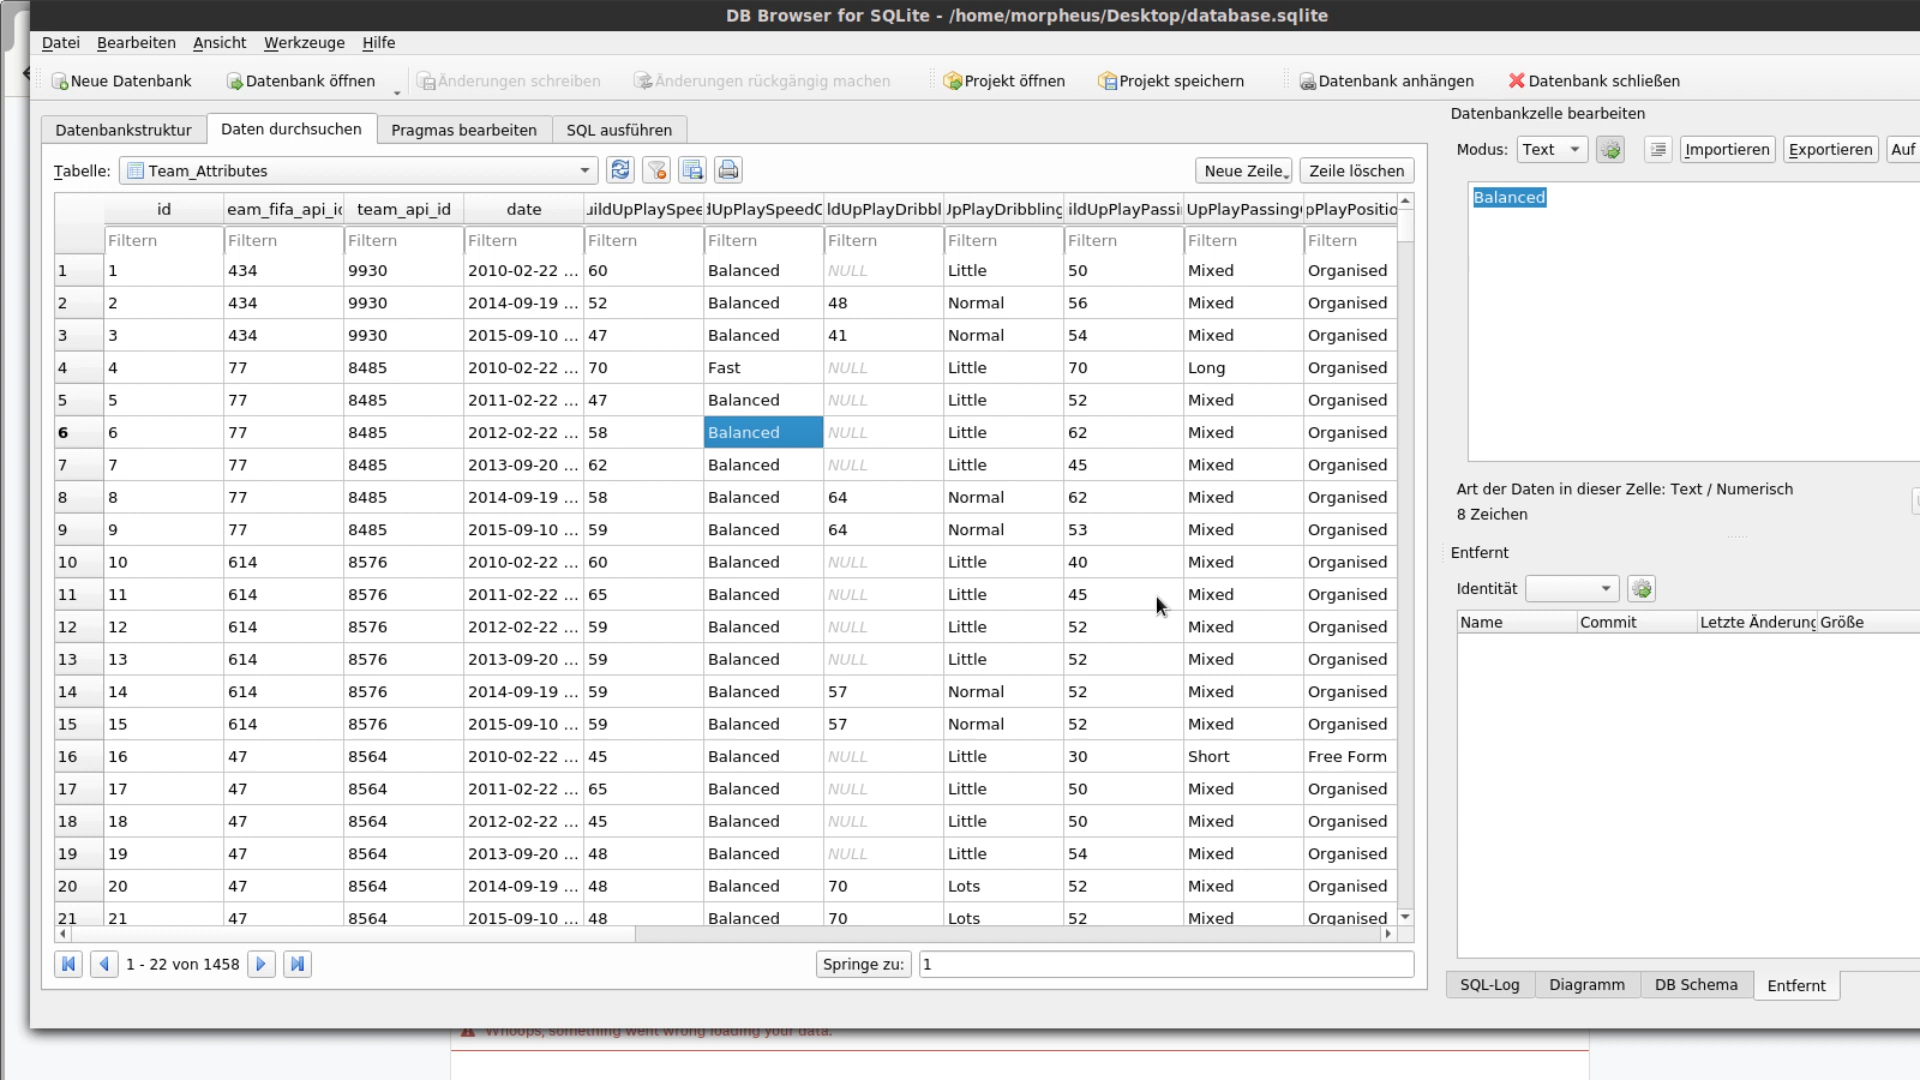 DB Browser for SQLite - /home/morpheus/Desktop/database.sqlite
Datei Bearbeiten Ansicht Werkzeuge Hilfe
Neue Datenbank Datenbank öffnen Änderungen schreiben Änderungen rückgängig machen Projekt öffnen Projekt speichern Datenbank anhängen Datenbank schließen
Datenbankstruktur Daten durchsuchen Pragmas bearbeiten SQL ausführen
Tabelle: Team_Attributes Neue Zeile Zeile löschen
id eam_fifa_api_ic team_api_id date uildUpPlaySpee dUpPlaySpeedC ldUpPlayDribbl UpPlayDribbling ildUpPlayPassi UpPlayPassing pPlayPositio
Filtern Filtern Filtern Filtern Filtern Filtern Filtern Filtern Filtern Filtern Filtern
1 1 434 9930 2010-02-22 ... 60 Balanced NULL Little 50 Mixed Organised
2 2 434 9930 2014-09-19 ... 52 Balanced 48 Normal 56 Mixed Organised
3 3 434 9930 2015-09-10 ... 47 Balanced 41 Normal 54 Mixed Organised
4 4 77 8485 2010-02-22 ... 70 Fast NULL Little 70 Long Organised
5 5 77 8485 2011-02-22 ... 47 Balanced NULL Little 52 Mixed Organised
6 6 77 8485 2012-02-22 ... 58 Balanced NULL Little 62 Mixed Organised
7 7 77 8485 2013-09-20 ... 62 Balanced NULL Little 45 Mixed Organised
8 8 77 8485 2014-09-19 ... 58 Balanced 64 Normal 62 Mixed Organised
9 9 77 8485 2015-09-10 ... 59 Balanced 64 Normal 53 Mixed Organised
10 10 614 8576 2010-02-22 ... 60 Balanced NULL Little 40 Mixed Organised
11 11 614 8576 2011-02-22 ... 65 Balanced NULL Little 45 Mixed Organised
12 12 614 8576 2012-02-22 ... 59 Balanced NULL Little 52 Mixed Organised
13 13 614 8576 2013-09-20 ... 59 Balanced NULL Little 52 Mixed Organised
14 14 614 8576 2014-09-19 ... 59 Balanced 57 Normal 52 Mixed Organised
15 15 614 8576 2015-09-10 ... 59 Balanced 57 Normal 52 Mixed Organised
16 16 47 8564 2010-02-22 ... 45 Balanced NULL Little 30 Short Free Form
17 17 47 8564 2011-02-22 ... 65 Balanced NULL Little 50 Mixed Organised
18 18 47 8564 2012-02-22 ... 45 Balanced NULL Little 50 Mixed Organised
19 19 47 8564 2013-09-20 ... 48 Balanced NULL Little 54 Mixed Organised
20 20 47 8564 2014-09-19 ... 48 Balanced 70 Lots 52 Mixed Organised
21 21 47 8564 2015-09-10 ... 48 Balanced 70 Lots 52 Mixed Organised
1 - 22 von 1458 Springe zu: 1
Datenbankzelle bearbeiten
Modus: Text Importieren Exportieren Auf
Balanced
Art der Daten in dieser Zelle: Text / Numerisch
8 Zeichen
Entfernt
Identität
Name Commit Letzte Änderung Größe
SQL-Log Diagramm DB Schema Entfernt
Whoops, something went wrong loading your data.